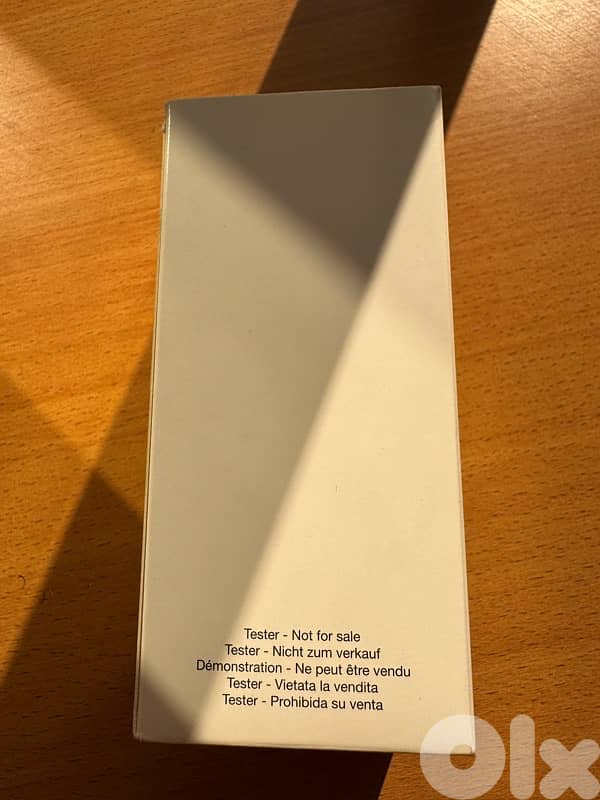 Tester - Not for sale
Tester - Nicht zum verkauf
Démonstration - Ne peut être vendu
Tester - Vietata la vendita
Tester - Prohibida su venta
OLX